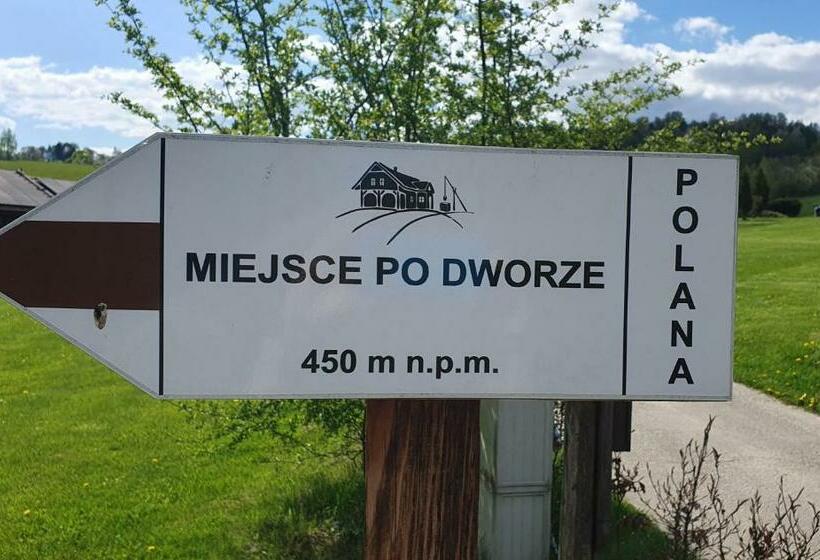 MIEJSCE PO DWORZE
450 m n.p.m.
POLANA